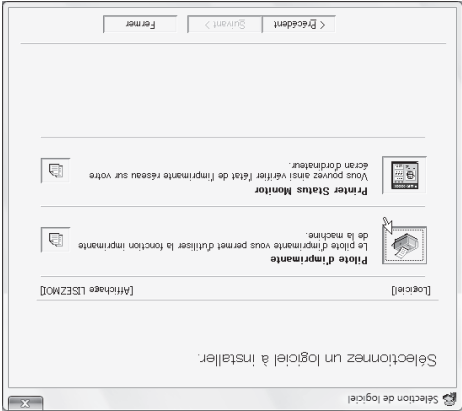 Sélection de logiciel
Sélectionnez un logiciel à installer.
[Logiciel] [Affichage LISEZMOI]
Pilote d'imprimante
Le pilote d'imprimante vous permet d'utiliser la fonction imprimante
de la machine.
Printer Status Monitor
Vous pouvez ainsi vérifier l'état de l'imprimante réseau sur votre
écran d'ordinateur.
< Précédent Suivant > Fermer